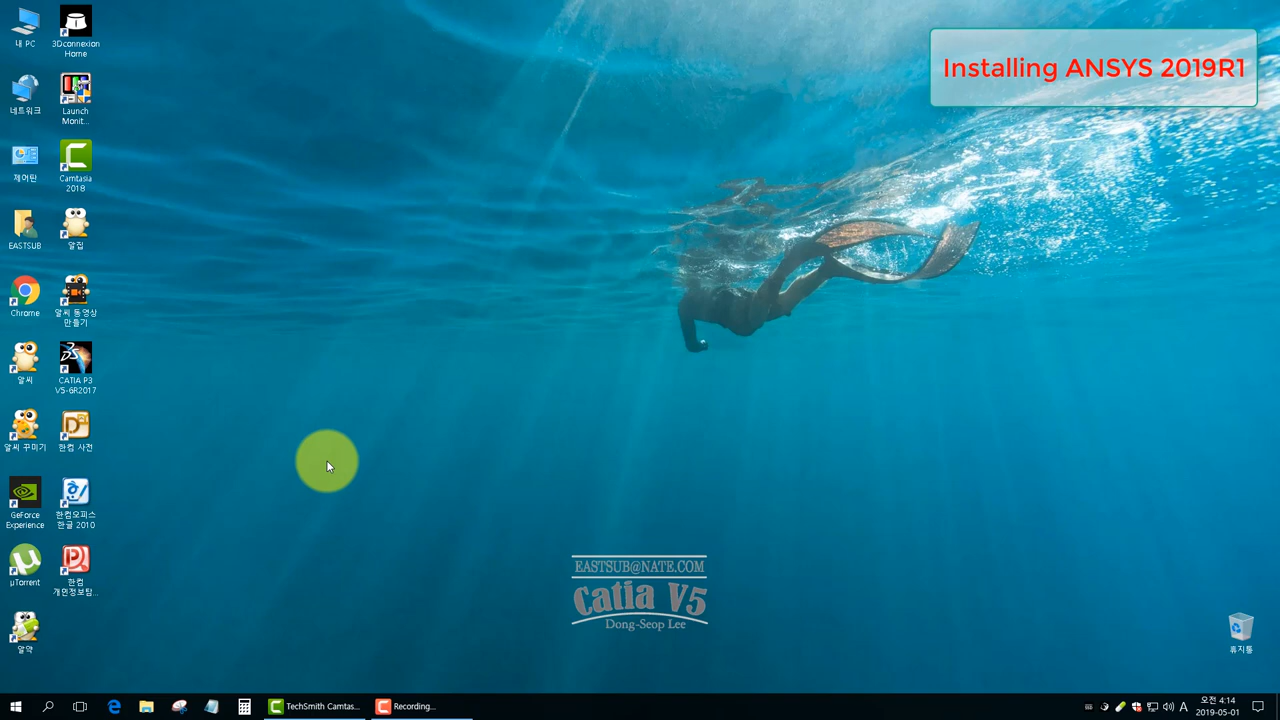 내 PC
3Dconnexion
Home
Installing ANSYS 2019R1
네트워크
Launch
Monit...
제어판
Camtasia
2018
EASTSUB
알집
Chrome
알씨 동영상
만들기
알씨
CATIA P3
V5-6R2017
알씨 꾸미기
한컴 사전
GeForce
Experience
한컴오피스
한글 2010
µTorrent
한컴
개인정보탐...
알약
EASTSUB@NATE.COM
Catia V5
Dong-Seop Lee
휴지통
TechSmith Camtas...
Recording...
A
오전 4:14
2019-05-01